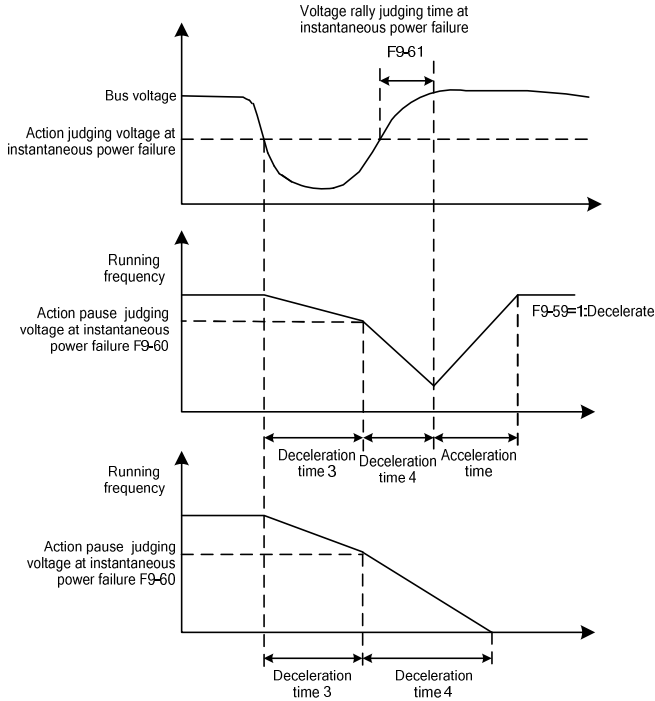 Voltage rally judging time at
instantaneous power failure
F9-61
Bus voltage
Action judging voltage at
instantaneous power failure
Running
frequency
Action pause judging
voltage at instantaneous
power failure F9-60
F9-59=1:Decelerate
Deceleration
time 3
Deceleration
time 4
Acceleration
time
Running
frequency
Action pause judging
voltage at instantaneous
power failure F9-60
Deceleration
time 3
Deceleration
time 4